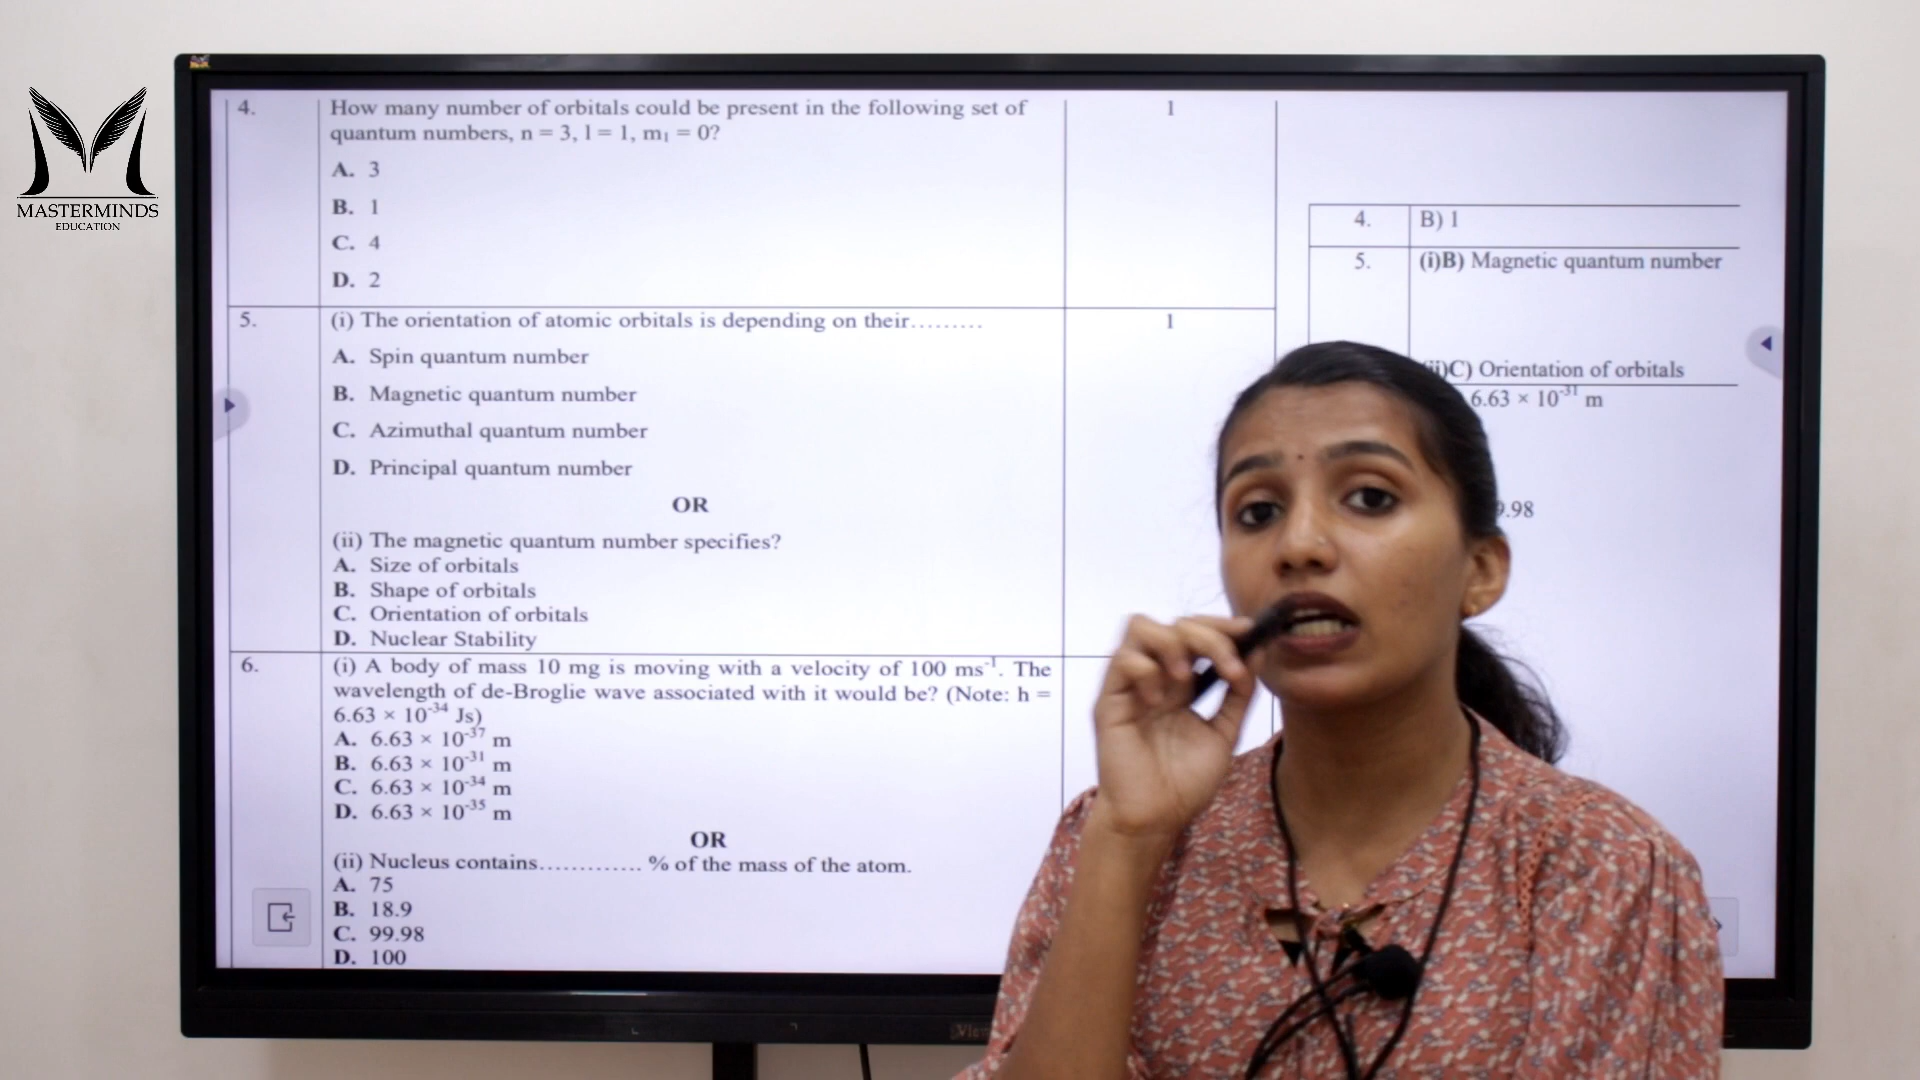 MASTERMINDS
EDUCATION
4.
How many number of orbitals could be present in the following set of
quantum numbers, n = 3, l = 1, m₁ = 0?
1
A. 3
B. 1
C. 4
D. 2
5.
(i) The orientation of atomic orbitals is depending on their………
1
A. Spin quantum number
B. Magnetic quantum number
C. Azimuthal quantum number
D. Principal quantum number
OR
(ii) The magnetic quantum number specifies?
A. Size of orbitals
B. Shape of orbitals
C. Orientation of orbitals
D. Nuclear Stability
6.
(i) A body of mass 10 mg is moving with a velocity of 100 ms⁻¹. The
wavelength of de-Broglie wave associated with it would be? (Note: h =
6.63 × 10⁻³⁴ Js)
A. 6.63 × 10⁻³⁷ m
B. 6.63 × 10⁻³¹ m
C. 6.63 × 10⁻³⁴ m
D. 6.63 × 10⁻³⁵ m
OR
(ii) Nucleus contains………… % of the mass of the atom.
A. 75
B. 18.9
C. 99.98
D. 100
4.
B) 1
5.
(i)B) Magnetic quantum number
ii)C) Orientation of orbitals
6.63 × 10⁻³¹ m
9.98